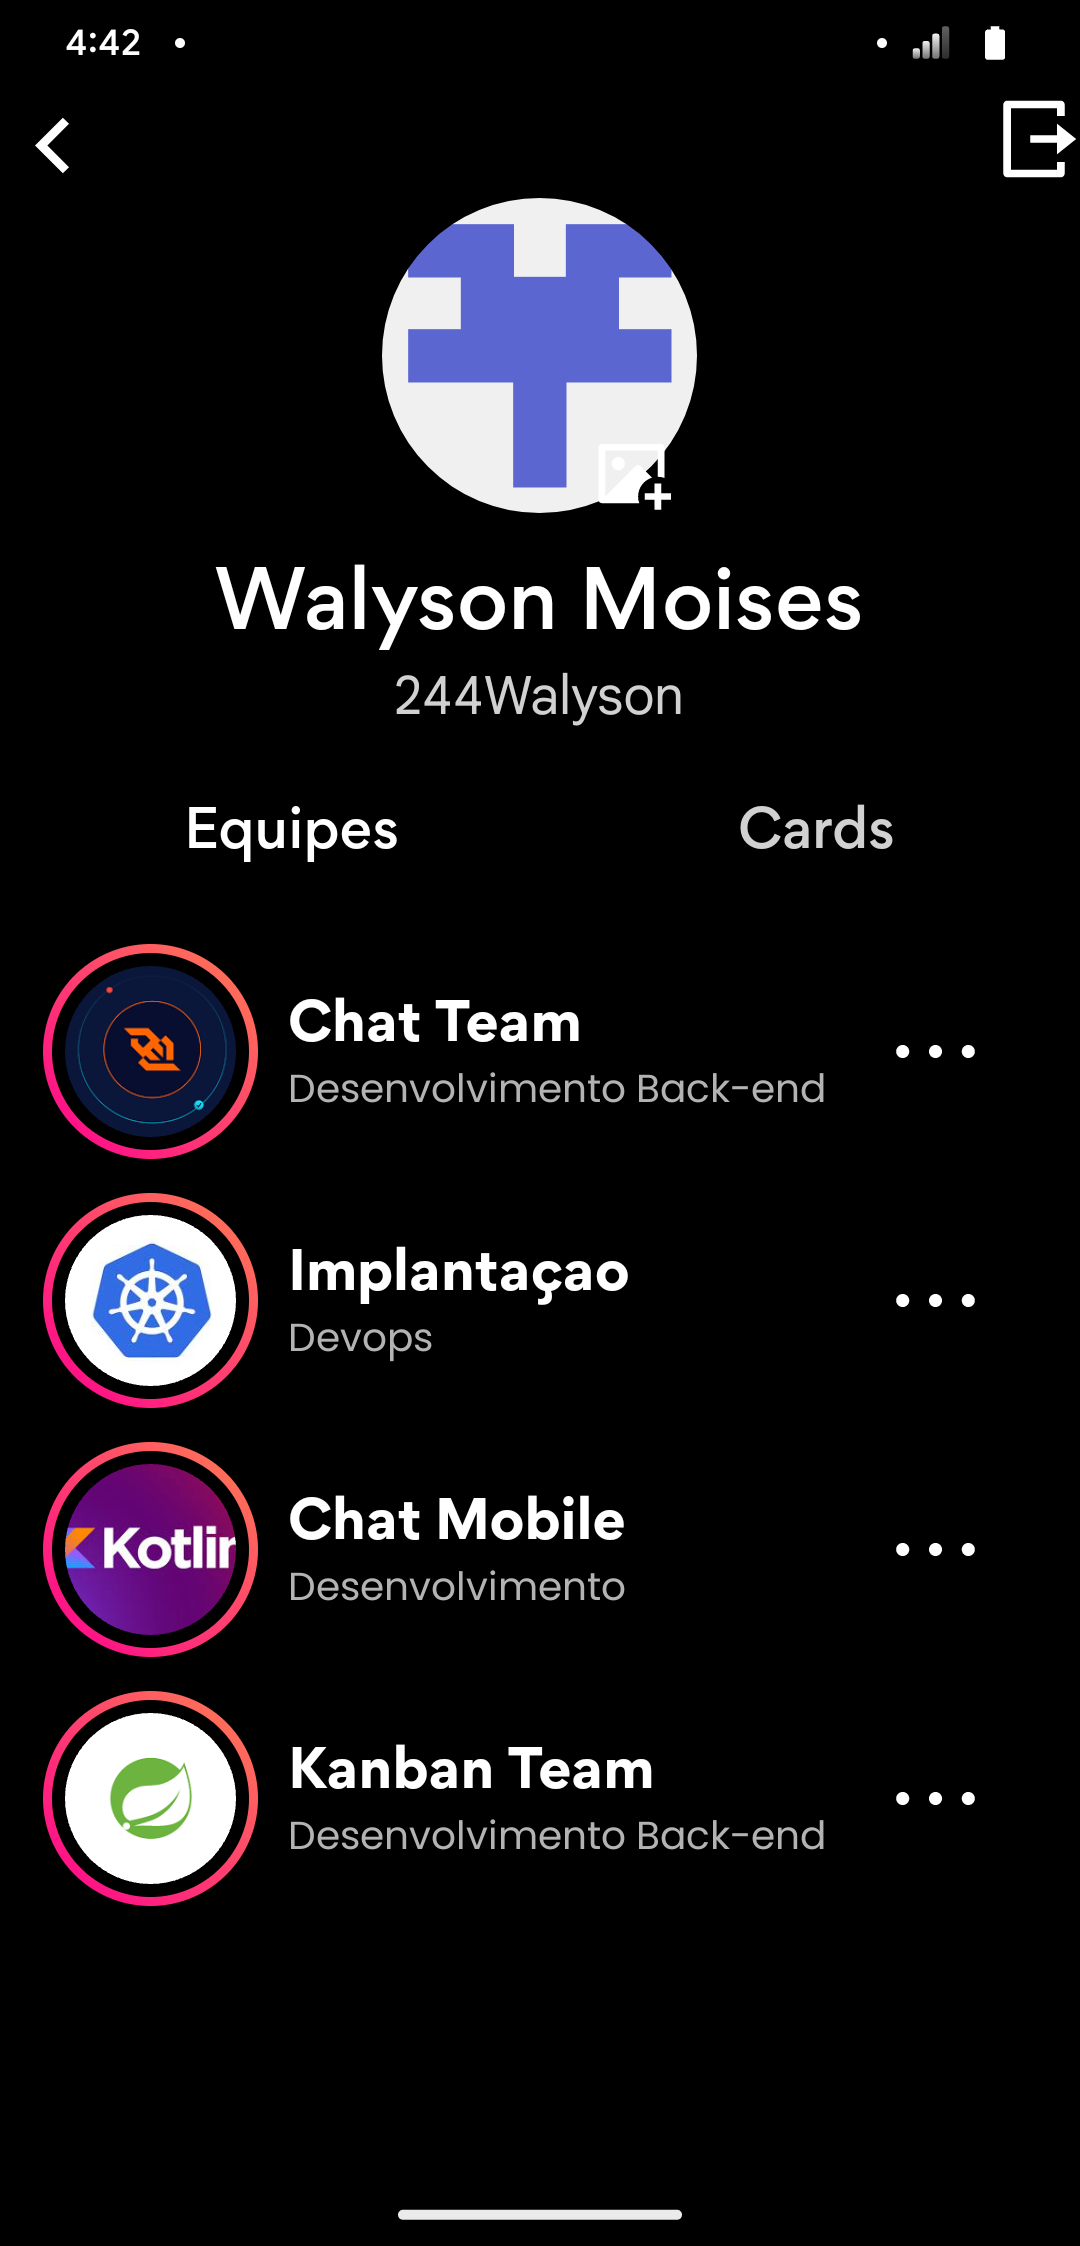 4:42
Walyson Moises
244Walyson
Equipes
Cards
Chat Team
Desenvolvimento Back-end
Implantaçao
Devops
Kotlin
Chat Mobile
Desenvolvimento
Kanban Team
Desenvolvimento Back-end